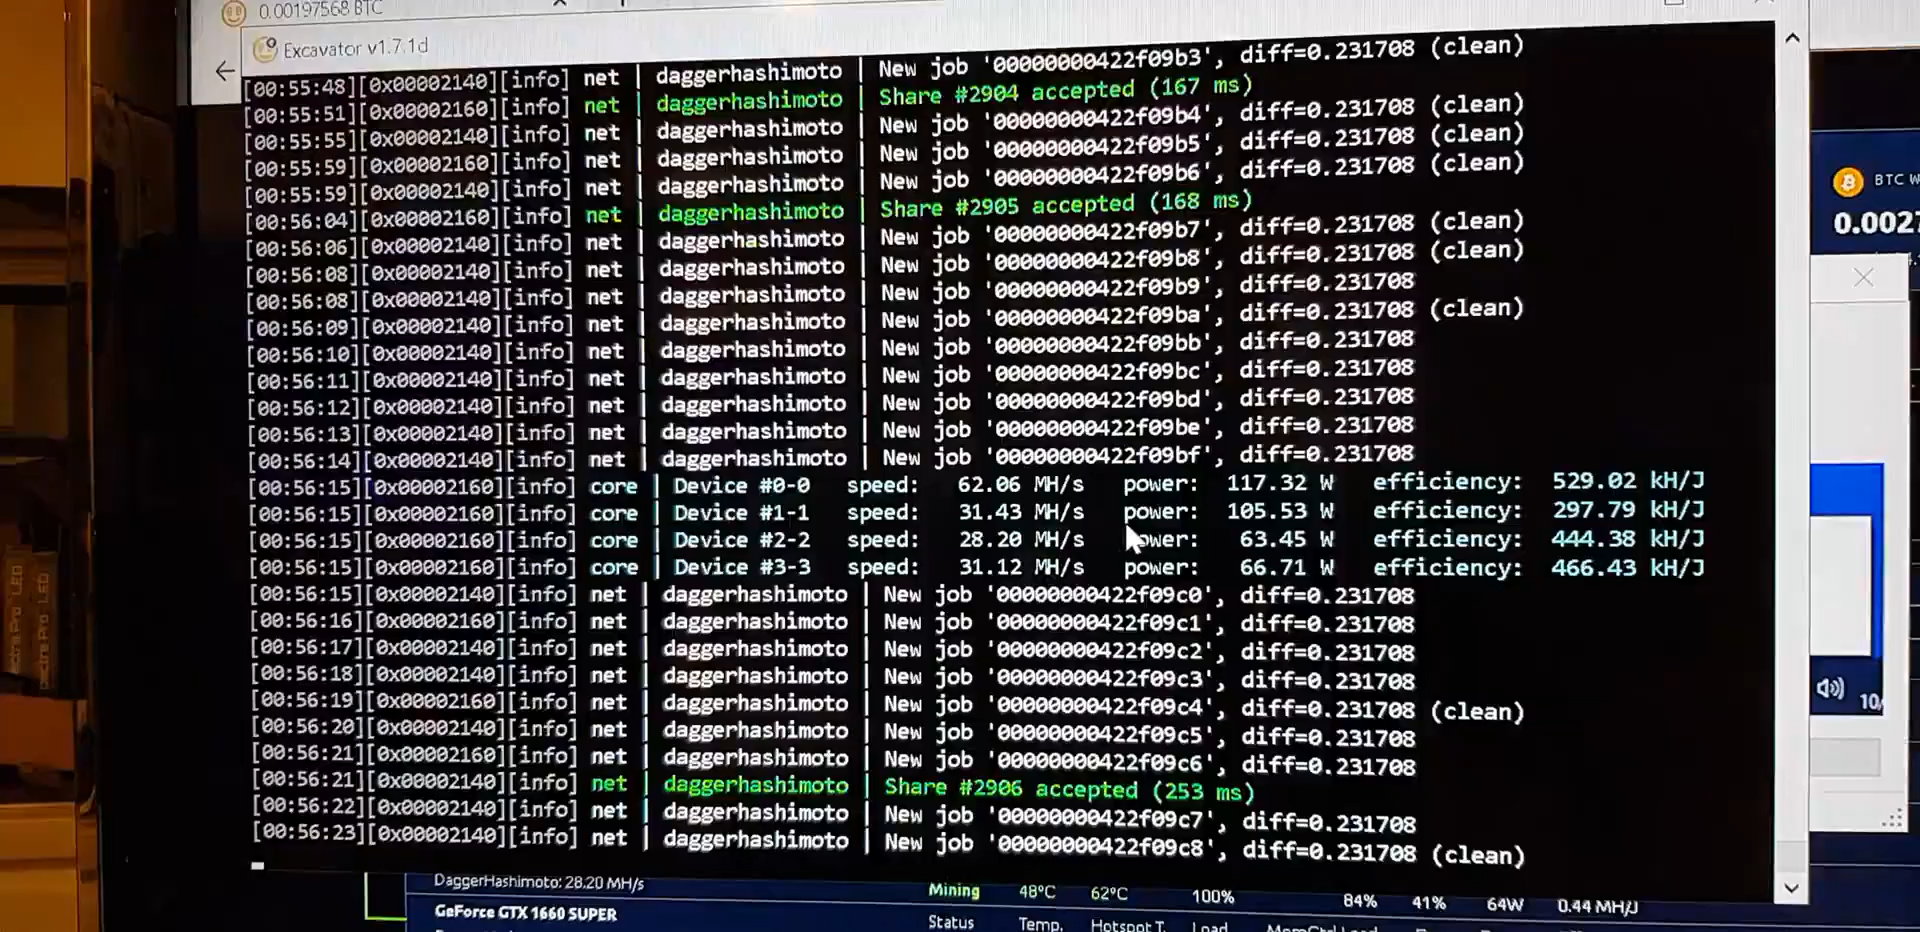 0.00197568 BTC
Excavator v1.7.1d
[00:55:48][0x00002140][info] net | daggerhashimoto | New job '00000000422f09b3', diff=0.231708 (clean)
[00:55:51][0x00002160][info] net | daggerhashimoto | Share #2904 accepted (167 ms)
[00:55:55][0x00002140][info] net | daggerhashimoto | New job '00000000422f09b4', diff=0.231708 (clean)
[00:55:59][0x00002160][info] net | daggerhashimoto | New job '00000000422f09b5', diff=0.231708 (clean)
[00:55:59][0x00002140][info] net | daggerhashimoto | New job '00000000422f09b6', diff=0.231708 (clean)
[00:56:04][0x00002160][info] net | daggerhashimoto | Share #2905 accepted (168 ms)
[00:56:06][0x00002140][info] net | daggerhashimoto | New job '00000000422f09b7', diff=0.231708 (clean)
[00:56:08][0x00002140][info] net | daggerhashimoto | New job '00000000422f09b8', diff=0.231708 (clean)
[00:56:08][0x00002140][info] net | daggerhashimoto | New job '00000000422f09b9', diff=0.231708
[00:56:09][0x00002140][info] net | daggerhashimoto | New job '00000000422f09ba', diff=0.231708 (clean)
[00:56:10][0x00002140][info] net | daggerhashimoto | New job '00000000422f09bb', diff=0.231708
[00:56:11][0x00002140][info] net | daggerhashimoto | New job '00000000422f09bc', diff=0.231708
[00:56:12][0x00002140][info] net | daggerhashimoto | New job '00000000422f09bd', diff=0.231708
[00:56:13][0x00002140][info] net | daggerhashimoto | New job '00000000422f09be', diff=0.231708
[00:56:14][0x00002140][info] net | daggerhashimoto | New job '00000000422f09bf', diff=0.231708
[00:56:15][0x00002160][info] core | Device #0-0 speed: 62.06 MH/s power: 117.32 W efficiency: 529.02 kH/J
[00:56:15][0x00002160][info] core | Device #1-1 speed: 31.43 MH/s power: 105.53 W efficiency: 297.79 kH/J
[00:56:15][0x00002160][info] core | Device #2-2 speed: 28.20 MH/s power: 63.45 W efficiency: 444.38 kH/J
[00:56:15][0x00002160][info] core | Device #3-3 speed: 31.12 MH/s power: 66.71 W efficiency: 466.43 kH/J
[00:56:15][0x00002140][info] net | daggerhashimoto | New job '00000000422f09c0', diff=0.231708
[00:56:16][0x00002160][info] net | daggerhashimoto | New job '00000000422f09c1', diff=0.231708
[00:56:17][0x00002140][info] net | daggerhashimoto | New job '00000000422f09c2', diff=0.231708
[00:56:18][0x00002140][info] net | daggerhashimoto | New job '00000000422f09c3', diff=0.231708
[00:56:19][0x00002160][info] net | daggerhashimoto | New job '00000000422f09c4', diff=0.231708 (clean)
[00:56:20][0x00002140][info] net | daggerhashimoto | New job '00000000422f09c5', diff=0.231708
[00:56:21][0x00002160][info] net | daggerhashimoto | New job '00000000422f09c6', diff=0.231708
[00:56:21][0x00002140][info] net | daggerhashimoto | Share #2906 accepted (253 ms)
[00:56:22][0x00002140][info] net | daggerhashimoto | New job '00000000422f09c7', diff=0.231708
[00:56:23][0x00002140][info] net | daggerhashimoto | New job '00000000422f09c8', diff=0.231708 (clean)
BTC W
0.0027
10
DaggerHashimoto: 28.20 MH/s Mining 48°C 62°C 100% 84% 41% 64W 0.44 MH/J
GeForce GTX 1660 SUPER Status Temp. Hotspot T. Load